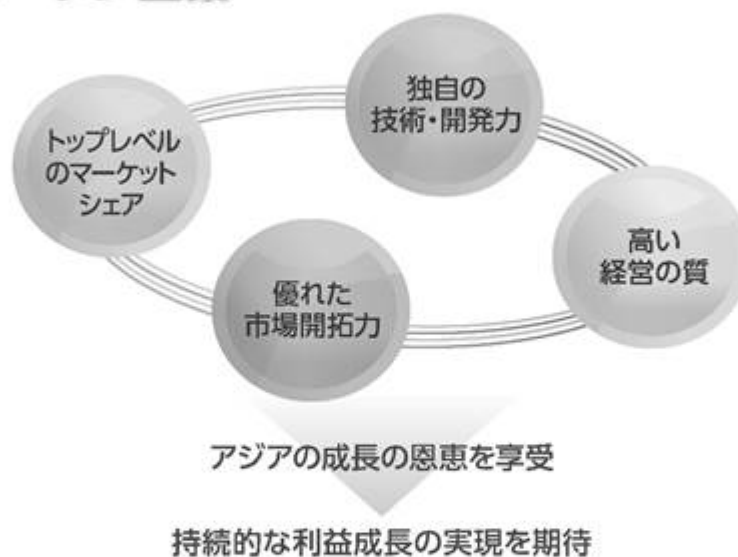 独自の
技術・開発力
トップレベル
のマーケット
シェア
高い
経営の質
優れた
市場開拓力
アジアの成長の恩恵を享受
持続的な利益成長の実現を期待